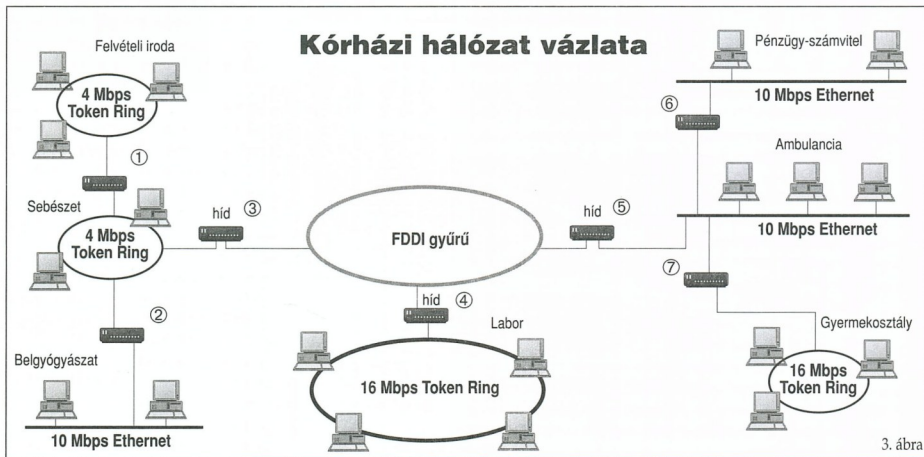 Kórházi hálózat vázlata
Felvételi iroda
4 Mbps
Token Ring
①
Sebészet
4 Mbps
Token Ring
híd ③
②
Belgyógyászat
10 Mbps Ethernet
FDDI gyűrű
híd ④
Labor
16 Mbps Token Ring
híd ⑤
Pénzügy-számvitel
10 Mbps Ethernet
⑥
Ambulancia
10 Mbps Ethernet
⑦
Gyermekosztály
16 Mbps
Token Ring
3. ábra